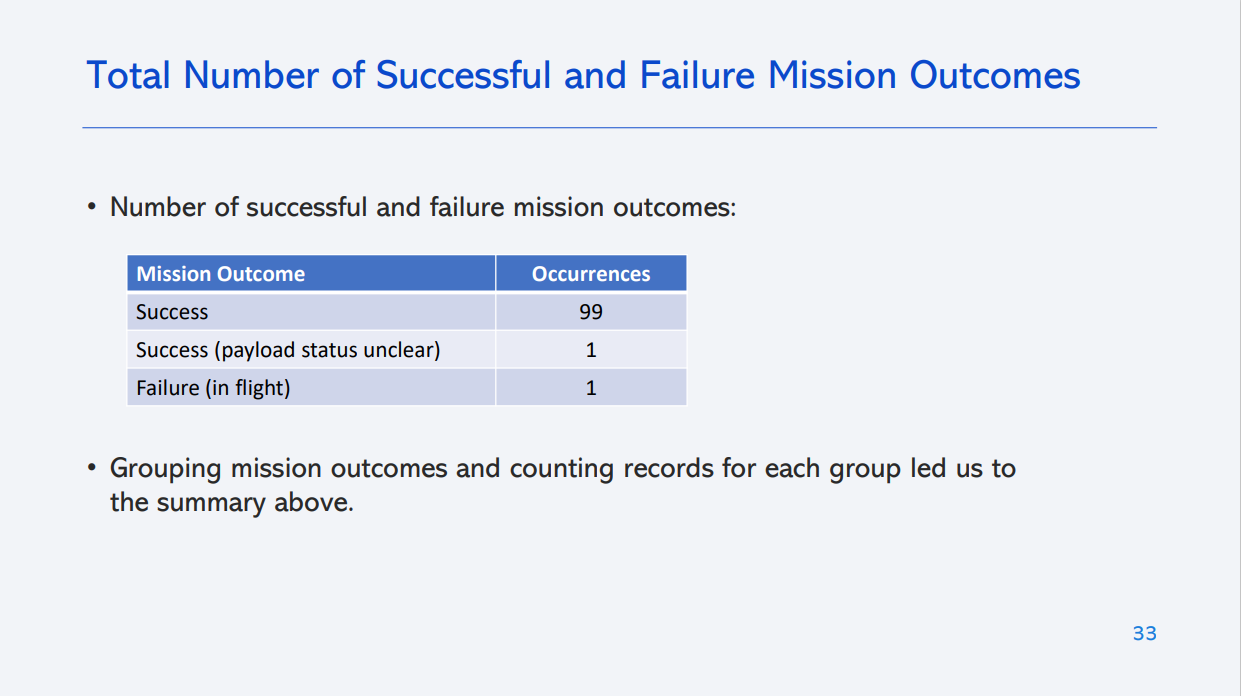 Total Number of Successful and Failure Mission Outcomes
• Number of successful and failure mission outcomes:
Mission Outcome Occurrences
Success 99
Success (payload status unclear) 1
Failure (in flight) 1
• Grouping mission outcomes and counting records for each group led us to
the summary above.
33